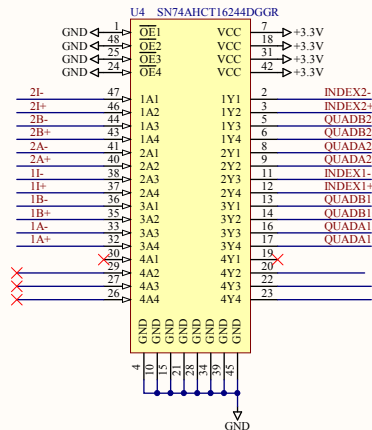 U4 SN74AHCT16244DGGR
GND 1 OE1 VCC 7 +3.3V
GND 48 OE2 VCC 18 +3.3V
GND 25 OE3 VCC 31 +3.3V
GND 24 OE4 VCC 42 +3.3V
2I- 47 1A1 1Y1 2 INDEX2-
2I+ 46 1A2 1Y2 3 INDEX2+
2B- 44 1A3 1Y3 5 QUADB2
2B+ 43 1A4 1Y4 6 QUADB2
2A- 41 2A1 2Y1 8 QUADA2
2A+ 40 2A2 2Y2 9 QUADA2
1I- 38 2A3 2Y3 11 INDEX1-
1I+ 37 2A4 2Y4 12 INDEX1+
1B- 36 3A1 3Y1 13 QUADB1
1B+ 35 3A2 3Y2 14 QUADB1
1A- 33 3A3 3Y3 16 QUADA1
1A+ 32 3A4 3Y4 17 QUADA1
30 4A1 4Y1 19
29 4A2 4Y2 20
27 4A3 4Y3 22
26 4A4 4Y4 23
GND GND GND GND GND GND GND GND
4 10 15 21 28 34 39 45
GND